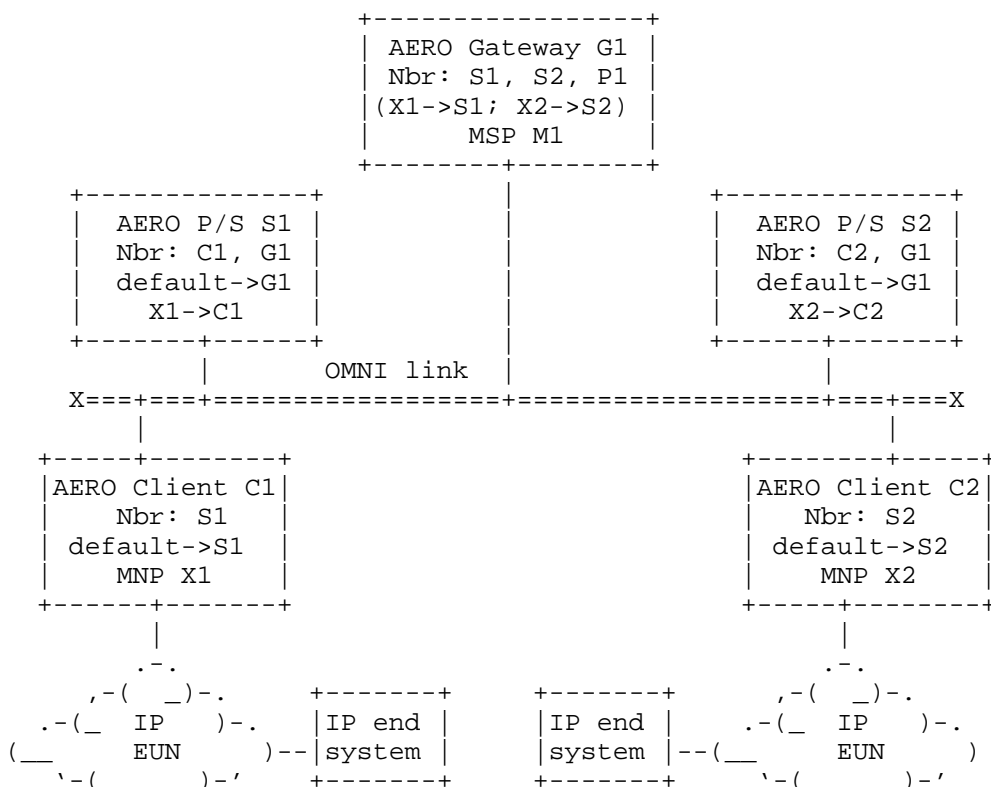 AERO Gateway G1
Nbr: S1, S2, P1
(X1->S1; X2->S2)
MSP M1
AERO P/S S1
Nbr: C1, G1
default->G1
X1->C1
AERO P/S S2
Nbr: C2, G1
default->G1
X2->C2
OMNI link
X===+===+==================+===================+===+===X
AERO Client C1
Nbr: S1
default->S1
MNP X1
AERO Client C2
Nbr: S2
default->S2
MNP X2
IP
EUN
IP end
system
IP end
system
IP
EUN